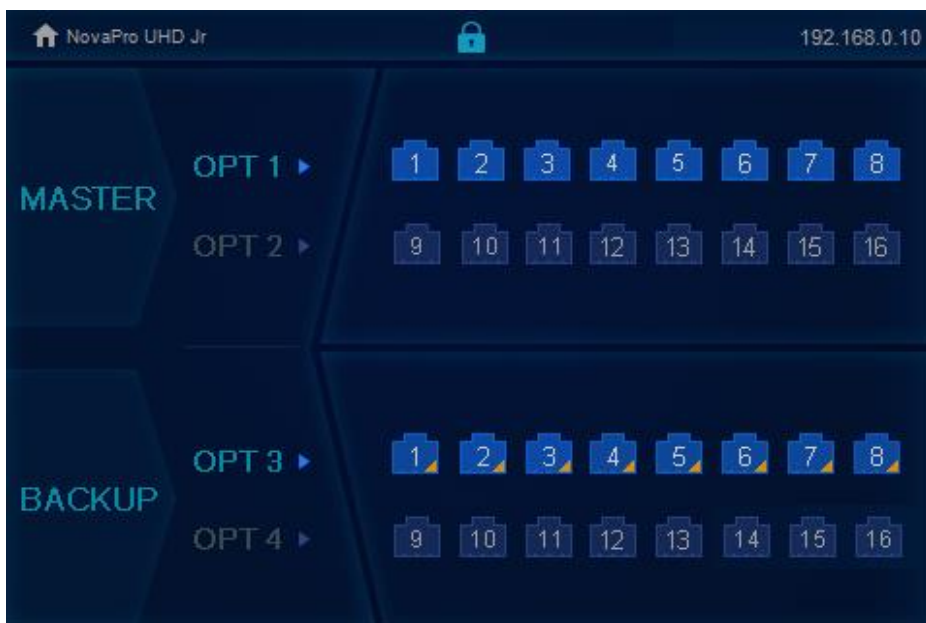 NovaPro UHD Jr 192.168.0.10
MASTER
OPT 1 1 2 3 4 5 6 7 8
OPT 2 9 10 11 12 13 14 15 16
BACKUP
OPT 3 1 2 3 4 5 6 7 8
OPT 4 9 10 11 12 13 14 15 16